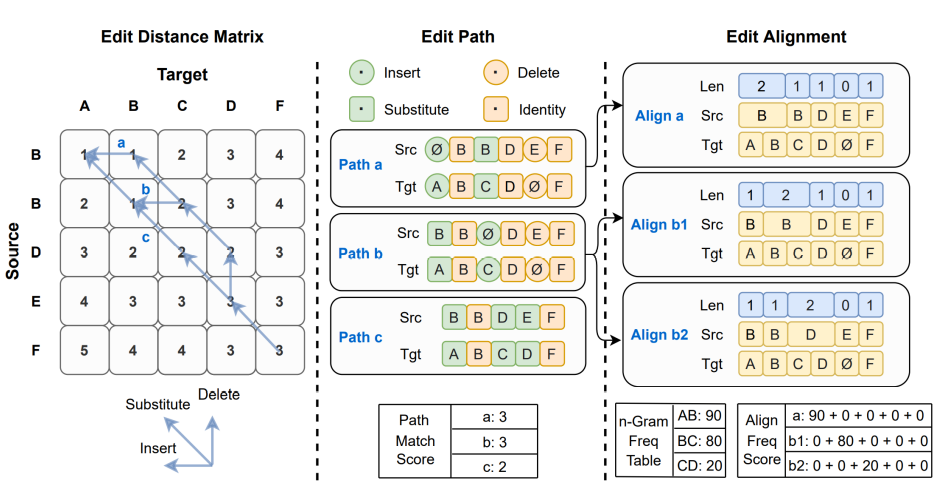 Edit Distance Matrix
Target
A B C D F
Source
B 1 1 2 3 4
B 2 1 2 3 4
D 3 2 2 2 3
E 4 3 3 3 3
F 5 4 4 3 3
a
b
c
Substitute
Delete
Insert
Edit Path
Insert
Delete
Substitute
Identity
Path a
Src Ø B B D E F
Tgt A B C D Ø F
Path b
Src B B Ø D E F
Tgt A B C D Ø F
Path c
Src B B D E F
Tgt A B C D F
Path
Match
Score
a: 3
b: 3
c: 2
Edit Alignment
Align a
Len 2 1 1 0 1
Src B B D E F
Tgt A B C D Ø F
Align b1
Len 1 2 1 0 1
Src B B D E F
Tgt A B C D Ø F
Align b2
Len 1 1 2 0 1
Src B B D E F
Tgt A B C D Ø F
n-Gram
Freq
Table
AB: 90
BC: 80
CD: 20
Align
Freq
Score
a: 90 + 0 + 0 + 0 + 0
b1: 0 + 80 + 0 + 0 + 0
b2: 0 + 0 + 20 + 0 + 0